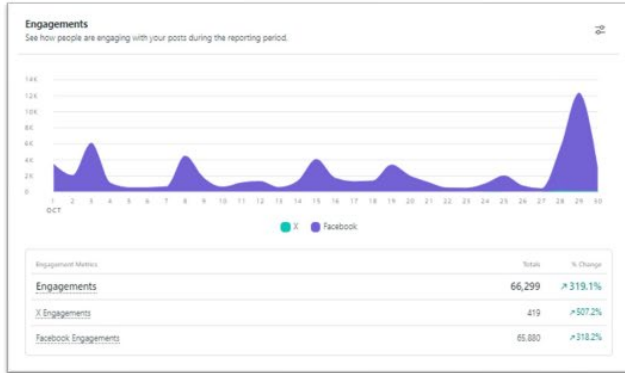 Engagements
See how people are engaging with your posts during the reporting period.
14K
12K
10K
8K
6K
4K
2K
0
1 2 3 4 5 6 7 8 9 10 11 12 13 14 15 16 17 18 19 20 21 22 23 24 25 26 27 28 29 30
OCT
X Facebook
Engagement Metrics Totals % Change
Engagements 66,299 ↗319.1%
X Engagements 419 ↗507.2%
Facebook Engagements 65,880 ↗318.2%